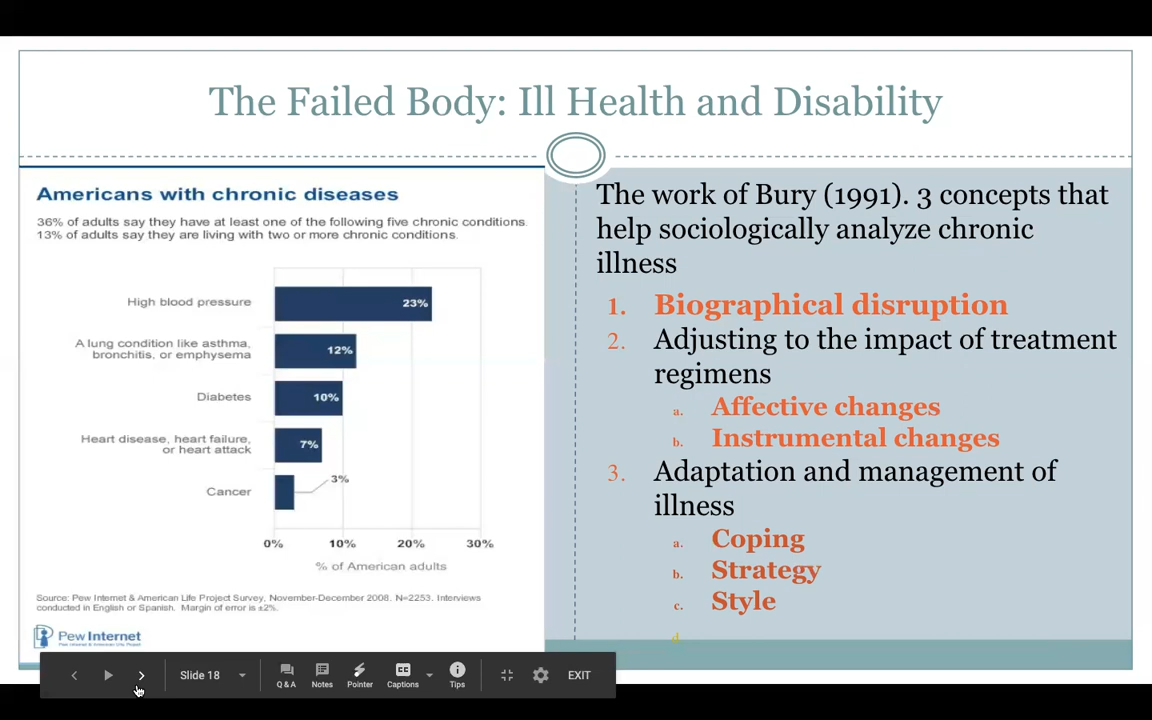 The Failed Body: Ill Health and Disability
Americans with chronic diseases
36% of adults say they have at least one of the following five chronic conditions.
13% of adults say they are living with two or more chronic conditions.
High blood pressure
23%
A lung condition like asthma,
bronchitis, or emphysema
12%
Diabetes
10%
Heart disease, heart failure,
or heart attack
7%
Cancer
3%
0% 10% 20% 30%
% of American adults
Source: Pew Internet & American Life Project Survey, November-December 2008. N=2253. Interviews
conducted in English or Spanish. Margin of error is ±2%.
Pew Internet
Pew Internet & American Life Project
The work of Bury (1991). 3 concepts that
help sociologically analyze chronic
illness
1. Biographical disruption
2. Adjusting to the impact of treatment
regimens
a. Affective changes
b. Instrumental changes
3. Adaptation and management of
illness
a. Coping
b. Strategy
c. Style
d.
Slide 18
Q & A
Notes
Pointer
CC
Captions
Tips
EXIT